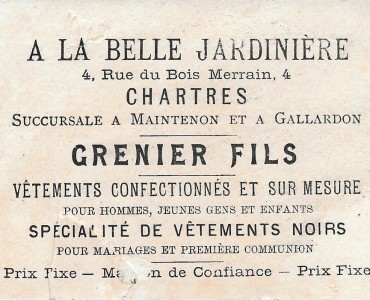 A LA BELLE JARDINIÈRE
4, Rue du Bois Merrain, 4
CHARTRES
SUCCURSALE A MAINTENON ET A GALLARDON
GRENIER FILS
VÊTEMENTS CONFECTIONNÉS ET SUR MESURE
POUR HOMMES, JEUNES GENS ET ENFANTS
SPÉCIALITÉ DE VÊTEMENTS NOIRS
POUR MARIAGES ET PREMIÈRE COMMUNION
Prix Fixe — Maison de Confiance — Prix Fixe